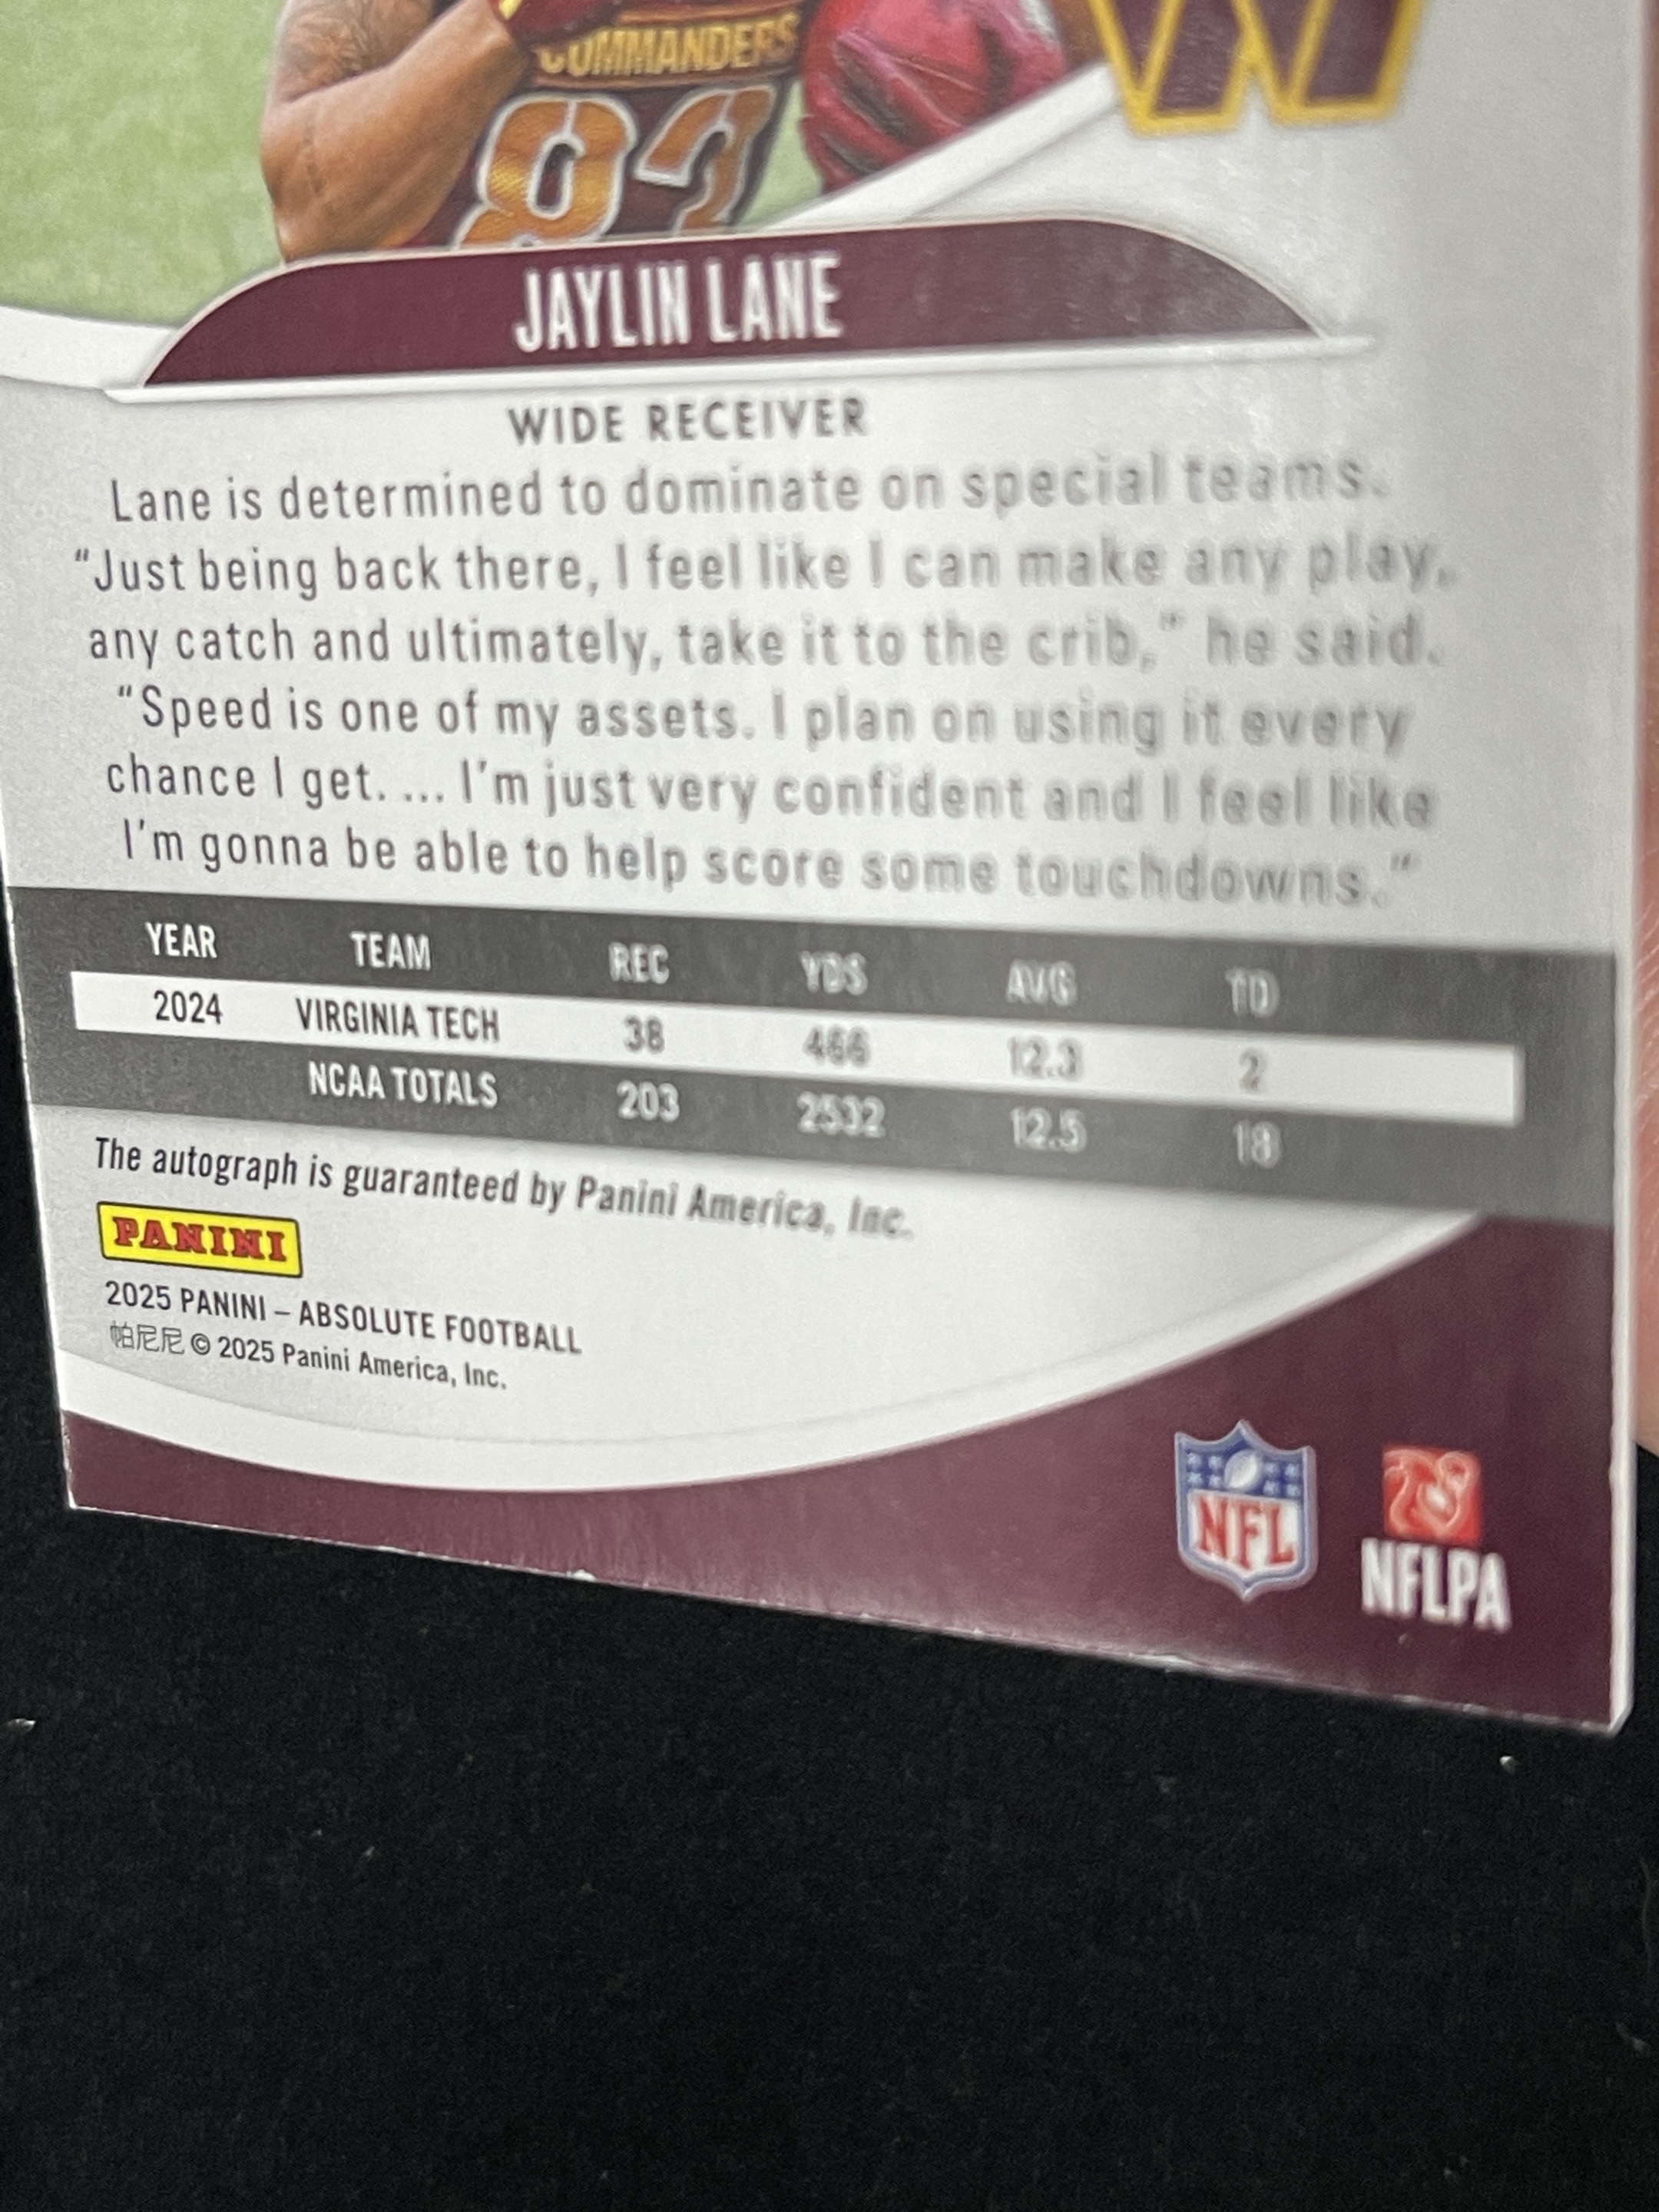 COMMANDERS
83
W
JAYLIN LANE
WIDE RECEIVER
Lane is determined to dominate on special teams.
“Just being back there, I feel like I can make any play,
any catch and ultimately, take it to the crib,” he said.
“Speed is one of my assets. I plan on using it every
chance I get. ... I’m just very confident and I feel like
I’m gonna be able to help score some touchdowns.”
YEAR TEAM REC YDS AVG TD
2024 VIRGINIA TECH 38 466 12.3 2
NCAA TOTALS 203 2532 12.5 18
The autograph is guaranteed by Panini America, Inc.
PANINI
2025 PANINI – ABSOLUTE FOOTBALL
帕尼尼 © 2025 Panini America, Inc.
NFL
NFLPA